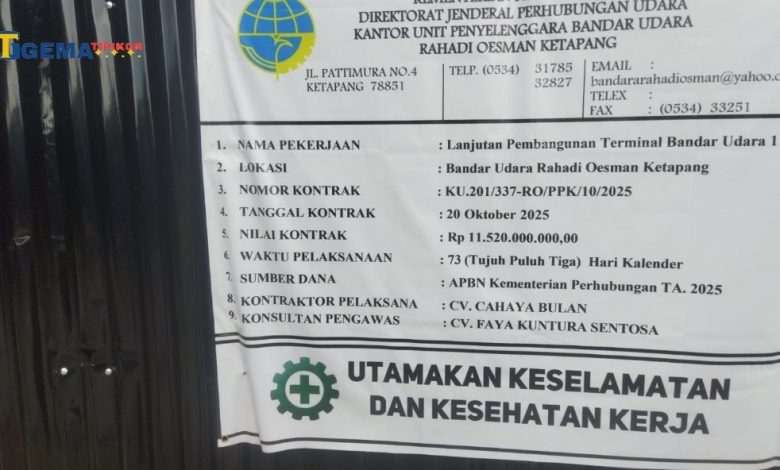 TIGEMA TIPIKOR
DIREKTORAT JENDERAL PERHUBUNGAN UDARA
KANTOR UNIT PENYELENGGARA BANDAR UDARA
RAHADI OESMAN KETAPANG
JL. PATTIMURA NO.4
KETAPANG 78851
TELP. (0534) 31785
32827
EMAIL :
bandararahadiosman@yahoo.c
TELEX :
FAX : (0534) 33251
1. NAMA PEKERJAAN : Lanjutan Pembangunan Terminal Bandar Udara 1
2. LOKASI : Bandar Udara Rahadi Oesman Ketapang
3. NOMOR KONTRAK : KU.201/337-RO/PPK/10/2025
4. TANGGAL KONTRAK : 20 Oktober 2025
5. NILAI KONTRAK : Rp 11.520.000.000,00
6. WAKTU PELAKSANAAN : 73 (Tujuh Puluh Tiga) Hari Kalender
7. SUMBER DANA : APBN Kementerian Perhubungan TA. 2025
8. KONTRAKTOR PELAKSANA : CV. CAHAYA BULAN
9. KONSULTAN PENGAWAS : CV. FAYA KUNTURA SENTOSA
UTAMAKAN KESELAMATAN
DAN KESEHATAN KERJA